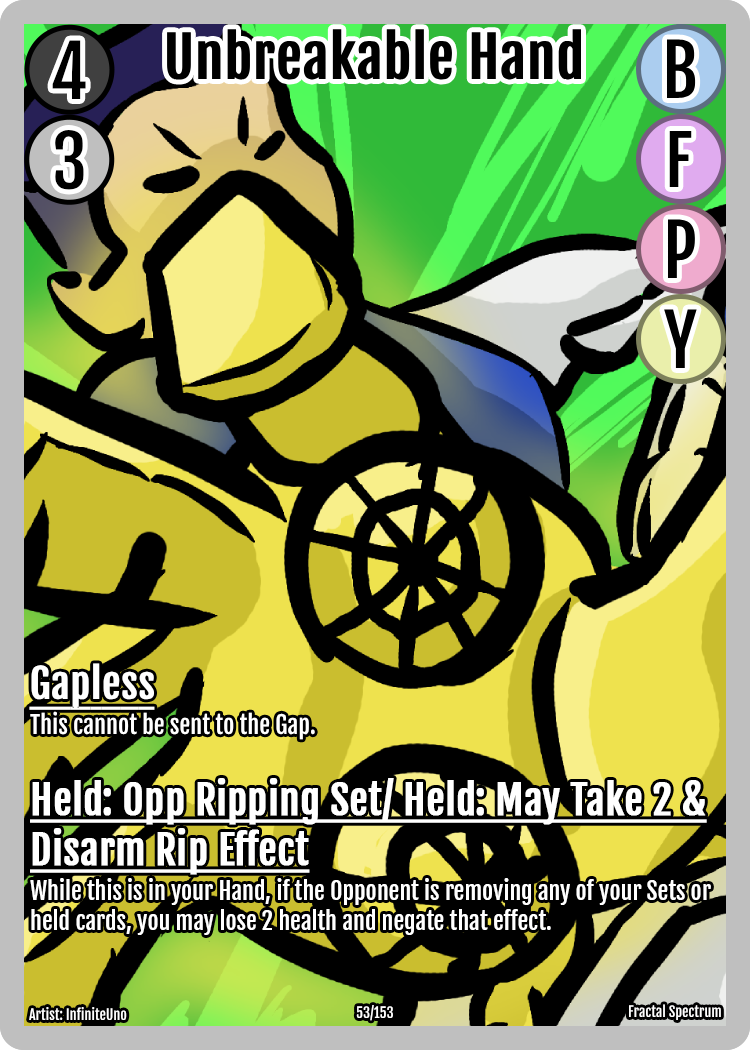 4
Unbreakable Hand
B
3
F
P
Y
Gapless
This cannot be sent to the Gap.
Held: Opp Ripping Set/ Held: May Take 2 &
Disarm Rip Effect
While this is in your Hand, if the Opponent is removing any of your Sets or
held cards, you may lose 2 health and negate that effect.
Artist: InfiniteUno
53/153
Fractal Spectrum